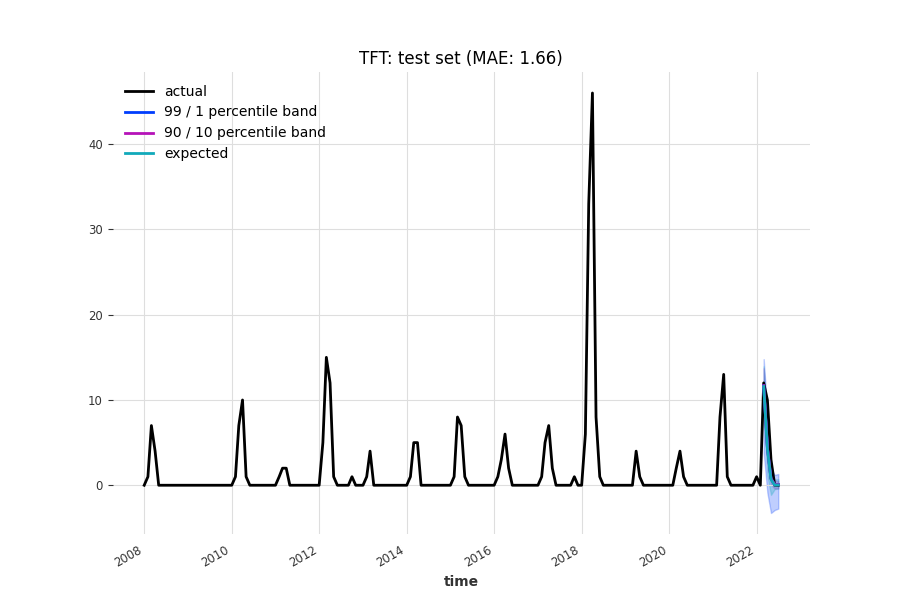 TFT: test set (MAE: 1.66)
actual
99 / 1 percentile band
90 / 10 percentile band
expected
40
30
20
10
0
2008
2010
2012
2014
2016
2018
2020
2022
time